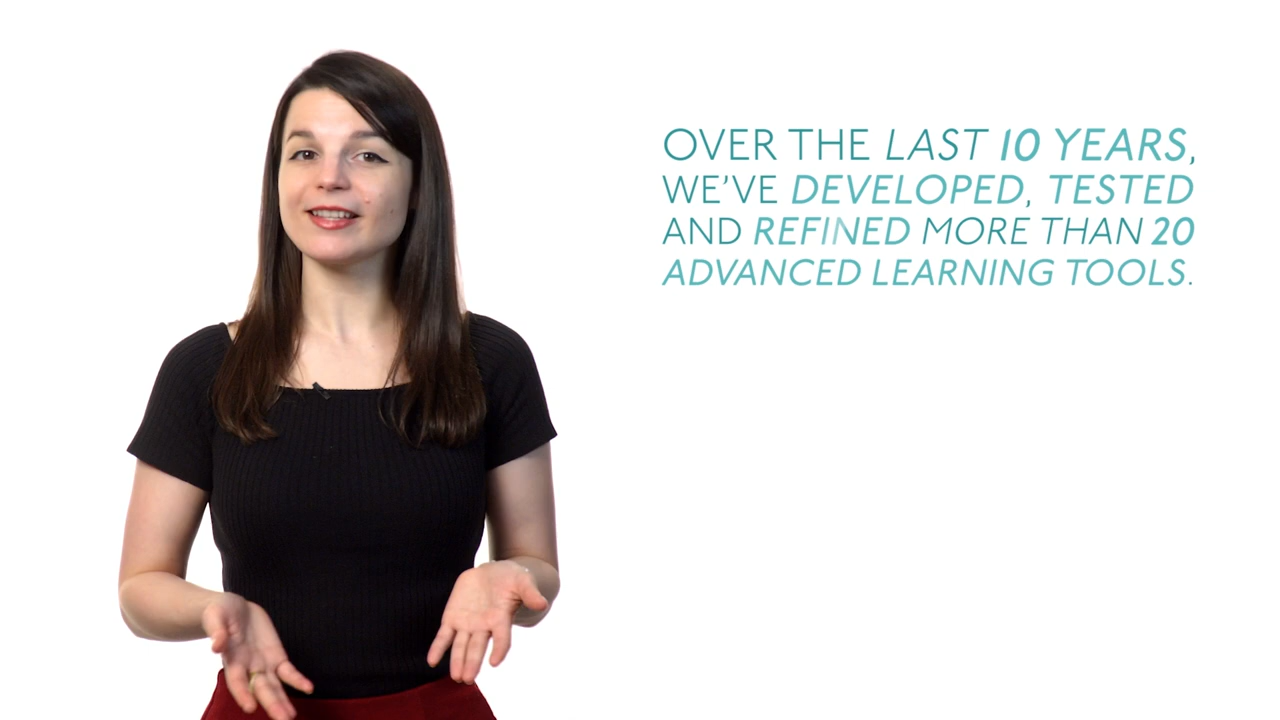 OVER THE LAST 10 YEARS,
WE'VE DEVELOPED, TESTED
AND REFINED MORE THAN 20
ADVANCED LEARNING TOOLS.